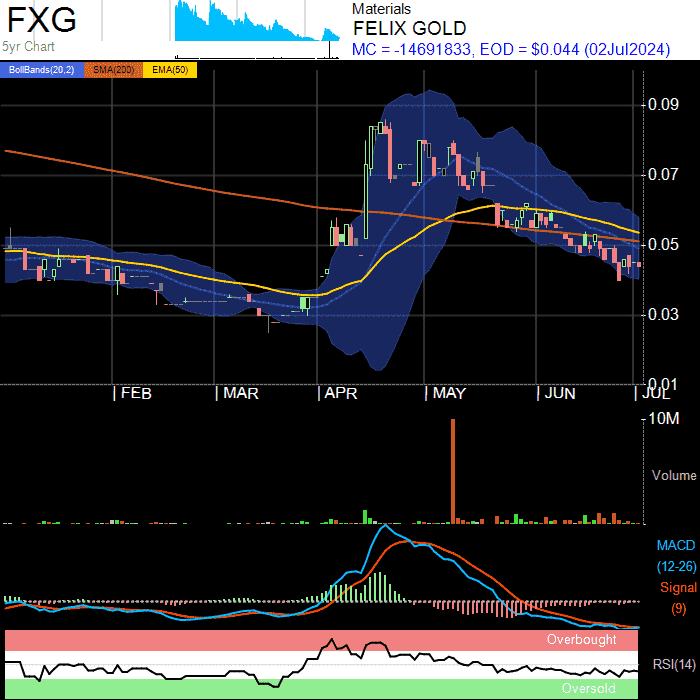 FXG
5yr Chart
Materials
FELIX GOLD
MC = -14691833, EOD = $0.044 (02Jul2024)
BollBands(20,2) SMA(200) EMA(50)
0.09
0.07
0.05
0.03
0.01
FEB MAR APR MAY JUN JUL
10M
Volume
MACD
(12-26)
Signal
(9)
Overbought
RSI(14)
Oversold